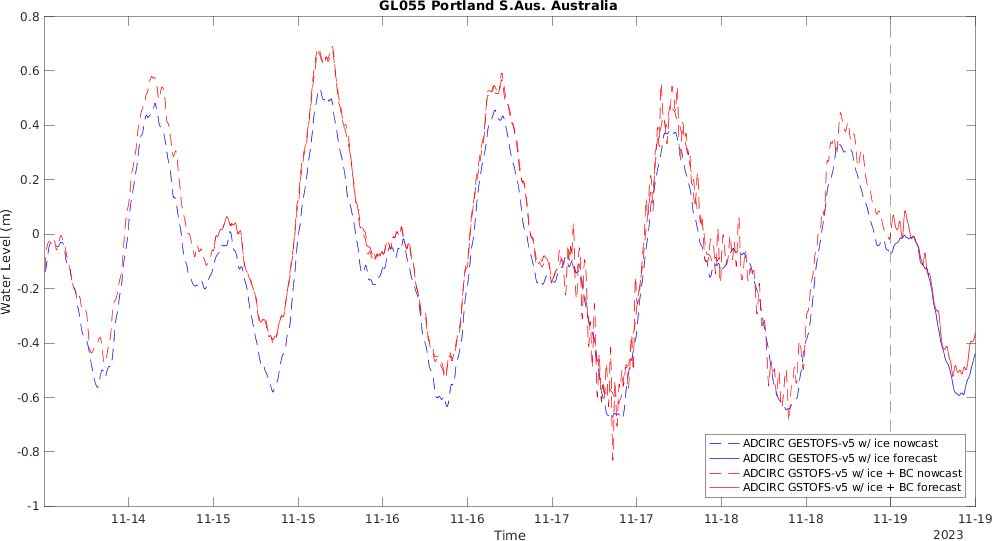 GL055 Portland S.Aus. Australia
0.8
0.6
0.4
0.2
0
-0.2
-0.4
-0.6
-0.8
-1
Water Level (m)
ADCIRC GESTOFS-v5 w/ ice nowcast
ADCIRC GESTOFS-v5 w/ ice forecast
ADCIRC GSTOFS-v5 w/ ice + BC nowcast
ADCIRC GSTOFS-v5 w/ ice + BC forecast
11-14 11-15 11-15 11-16 11-16 11-17 11-17 11-18 11-18 11-19 11-19
Time
2023